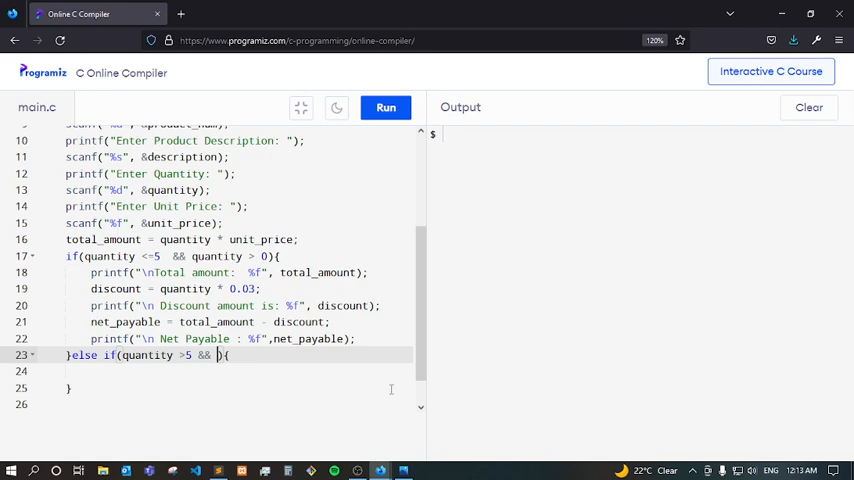 Online C Compiler
https://www.programiz.com/c-programming/online-compiler/
120%
Programiz
C Online Compiler
Interactive C Course
main.c
Run
Output
Clear
$
10 printf("Enter Product Description: ");
11 scanf("%s", &description);
12 printf("Enter Quantity: ");
13 scanf("%d", &quantity);
14 printf("Enter Unit Price: ");
15 scanf("%f", &unit_price);
16 total_amount = quantity * unit_price;
17 if(quantity <=5  && quantity > 0){
18 printf("\nTotal amount:  %f", total_amount);
19 discount = quantity * 0.03;
20 printf("\n Discount amount is: %f", discount);
21 net_payable = total_amount - discount;
22 printf("\n Net Payable : %f",net_payable);
23 }else if(quantity >5 && ){
24
25 }
26
22°C Clear
ENG
12:13 AM